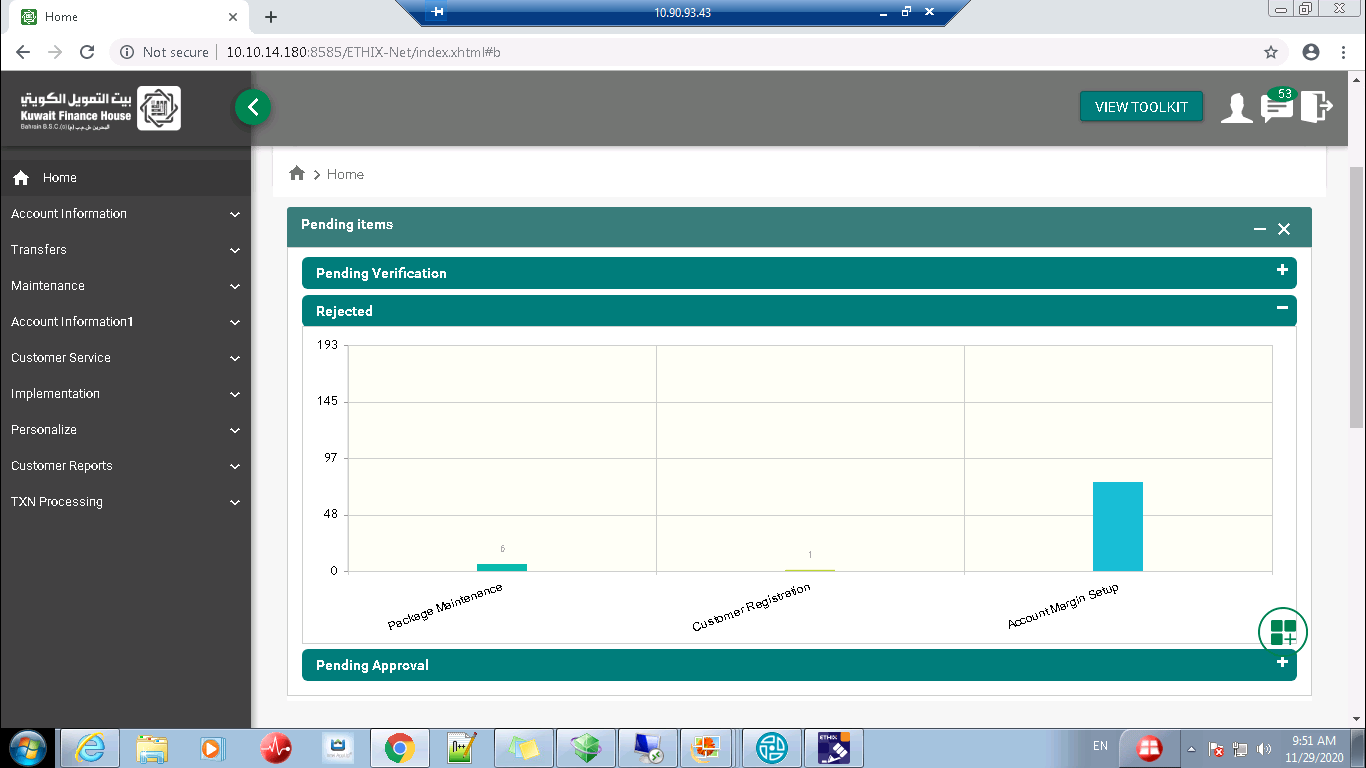 Home
10.90.93.43
Not secure
10.10.14.180:8585/ETHIX-Net/index.xhtml#b
بيت التمويل الكويتي
Kuwait Finance House
Bahrain B.S.C.(c)
VIEW TOOLKIT
53
Home
Home
Account Information
Transfers
Maintenance
Account Information1
Customer Service
Implementation
Personalize
Customer Reports
TXN Processing
Pending items
Pending Verification
Rejected
193
145
97
48
0
6
1
Package Maintenance
Customer Registration
Account Margin Setup
Pending Approval
ETHIX
EN
9:51 AM
11/29/2020